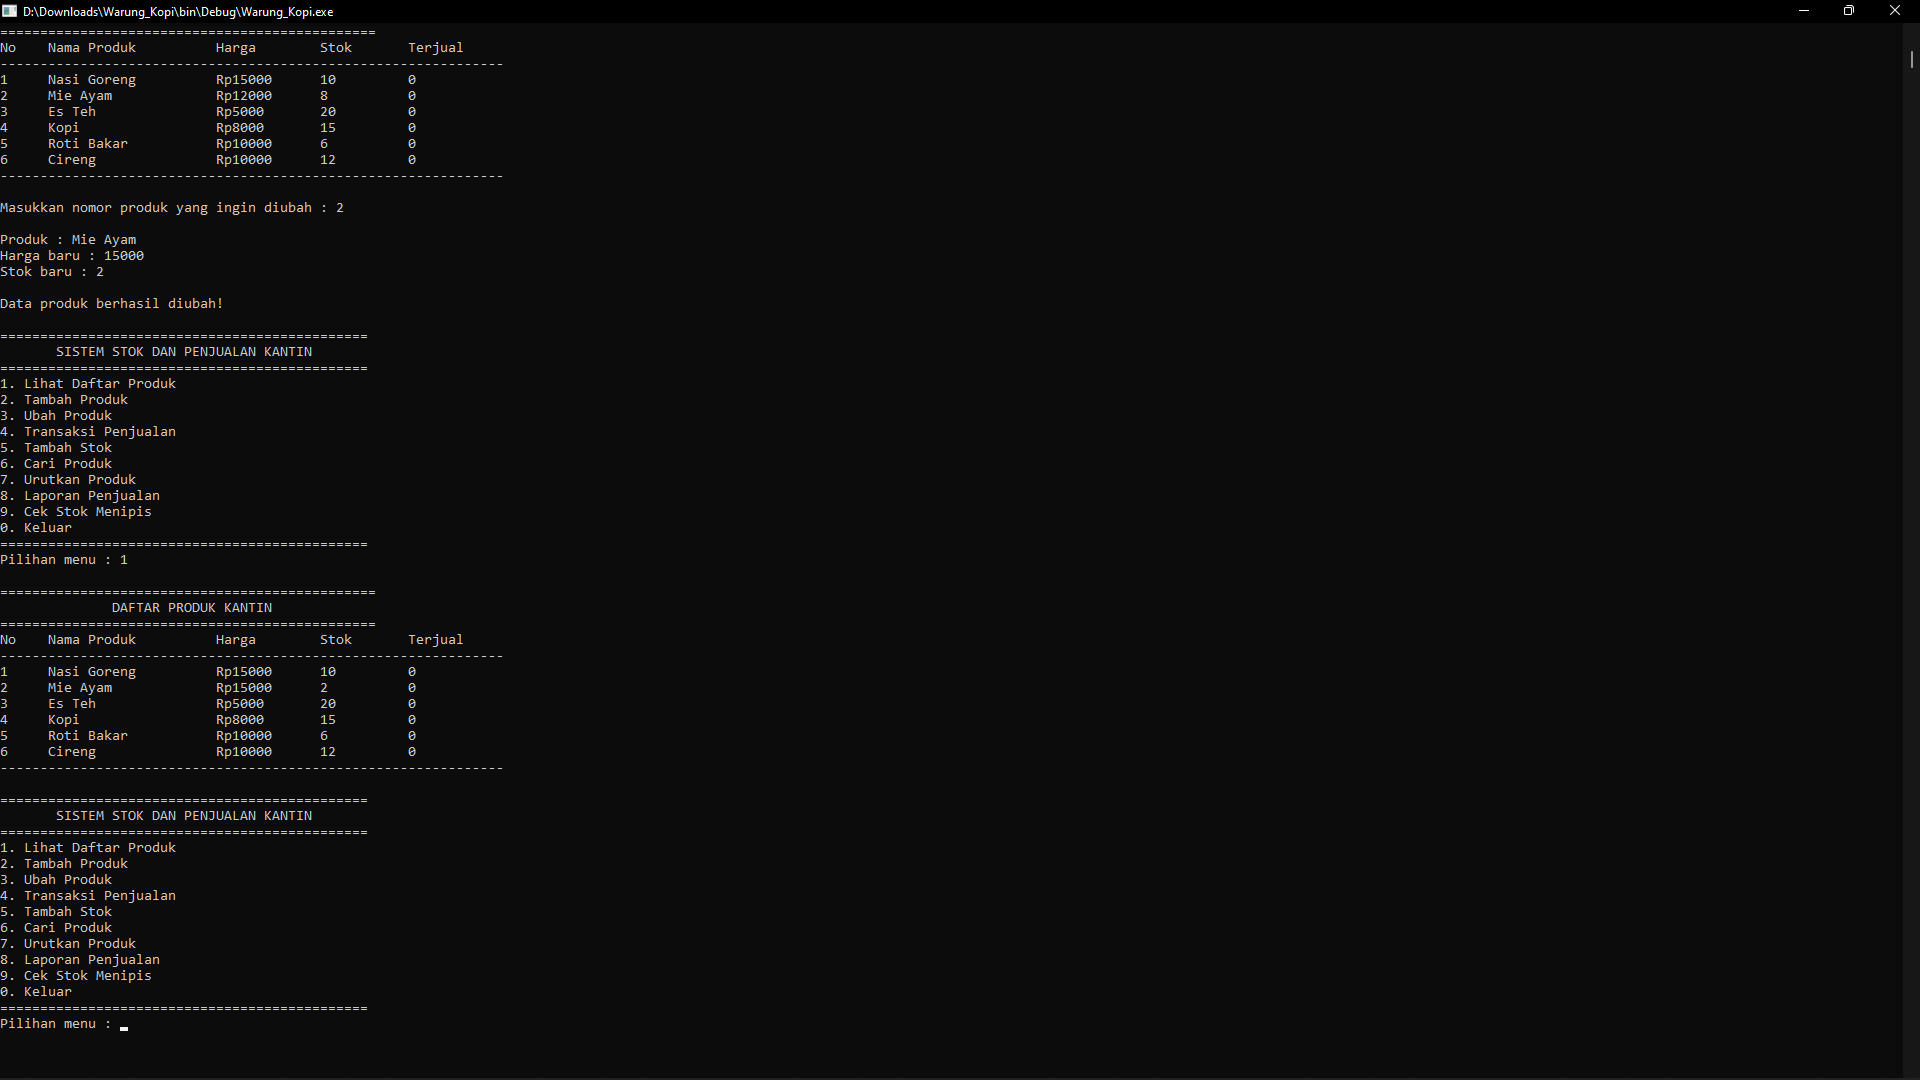 D:\Downloads\Warung_Kopi\bin\Debug\Warung_Kopi.exe
===============================================
No    Nama Produk          Harga        Stok       Terjual
---------------------------------------------------------------
1     Nasi Goreng          Rp15000      10         0
2     Mie Ayam             Rp12000      8          0
3     Es Teh               Rp5000       20         0
4     Kopi                 Rp8000       15         0
5     Roti Bakar           Rp10000      6          0
6     Cireng               Rp10000      12         0
---------------------------------------------------------------
Masukkan nomor produk yang ingin diubah : 2
Produk : Mie Ayam
Harga baru : 15000
Stok baru : 2
Data produk berhasil diubah!
==============================================
       SISTEM STOK DAN PENJUALAN KANTIN
==============================================
1. Lihat Daftar Produk
2. Tambah Produk
3. Ubah Produk
4. Transaksi Penjualan
5. Tambah Stok
6. Cari Produk
7. Urutkan Produk
8. Laporan Penjualan
9. Cek Stok Menipis
0. Keluar
==============================================
Pilihan menu : 1
===============================================
              DAFTAR PRODUK KANTIN
===============================================
No    Nama Produk          Harga        Stok       Terjual
---------------------------------------------------------------
1     Nasi Goreng          Rp15000      10         0
2     Mie Ayam             Rp15000      2          0
3     Es Teh               Rp5000       20         0
4     Kopi                 Rp8000       15         0
5     Roti Bakar           Rp10000      6          0
6     Cireng               Rp10000      12         0
---------------------------------------------------------------
==============================================
       SISTEM STOK DAN PENJUALAN KANTIN
==============================================
1. Lihat Daftar Produk
2. Tambah Produk
3. Ubah Produk
4. Transaksi Penjualan
5. Tambah Stok
6. Cari Produk
7. Urutkan Produk
8. Laporan Penjualan
9. Cek Stok Menipis
0. Keluar
==============================================
Pilihan menu :